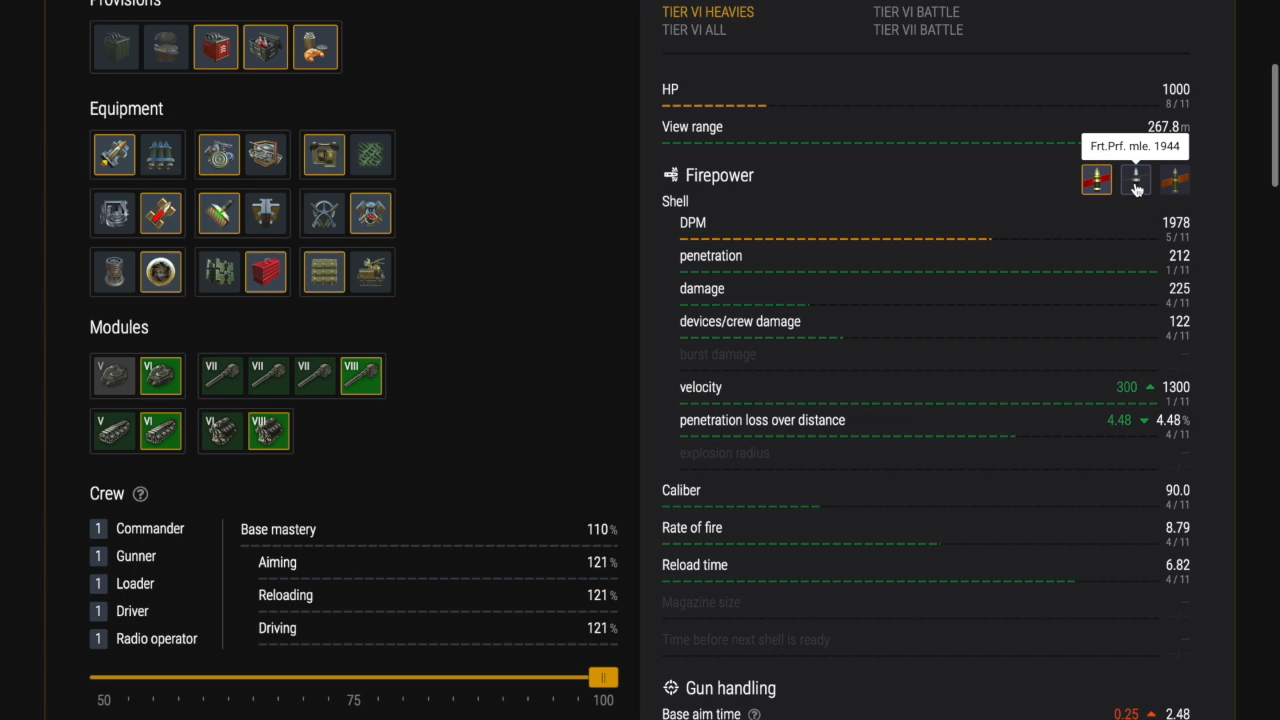 Provisions
Equipment
Modules
V VI VII VII VII VIII
V VI VI VIII
Crew ?
1 Commander
1 Gunner
1 Loader
1 Driver
1 Radio operator
Base mastery 110 %
Aiming 121 %
Reloading 121 %
Driving 121 %
50 75 100
TIER VI HEAVIES TIER VI BATTLE
TIER VI ALL TIER VII BATTLE
HP 1000
8 / 11
View range 267.8 m
Frt.Prf. mle. 1944
Firepower
Shell
DPM 1978
5 / 11
penetration 212
1 / 11
damage 225
4 / 11
devices/crew damage 122
4 / 11
burst damage
velocity 300 1300
1 / 11
penetration loss over distance 4.48 4.48 %
4 / 11
explosion radius
Caliber 90.0
4 / 11
Rate of fire 8.79
4 / 11
Reload time 6.82
4 / 11
Magazine size
Time before next shell is ready
Gun handling
Base aim time ? 0.25 2.48